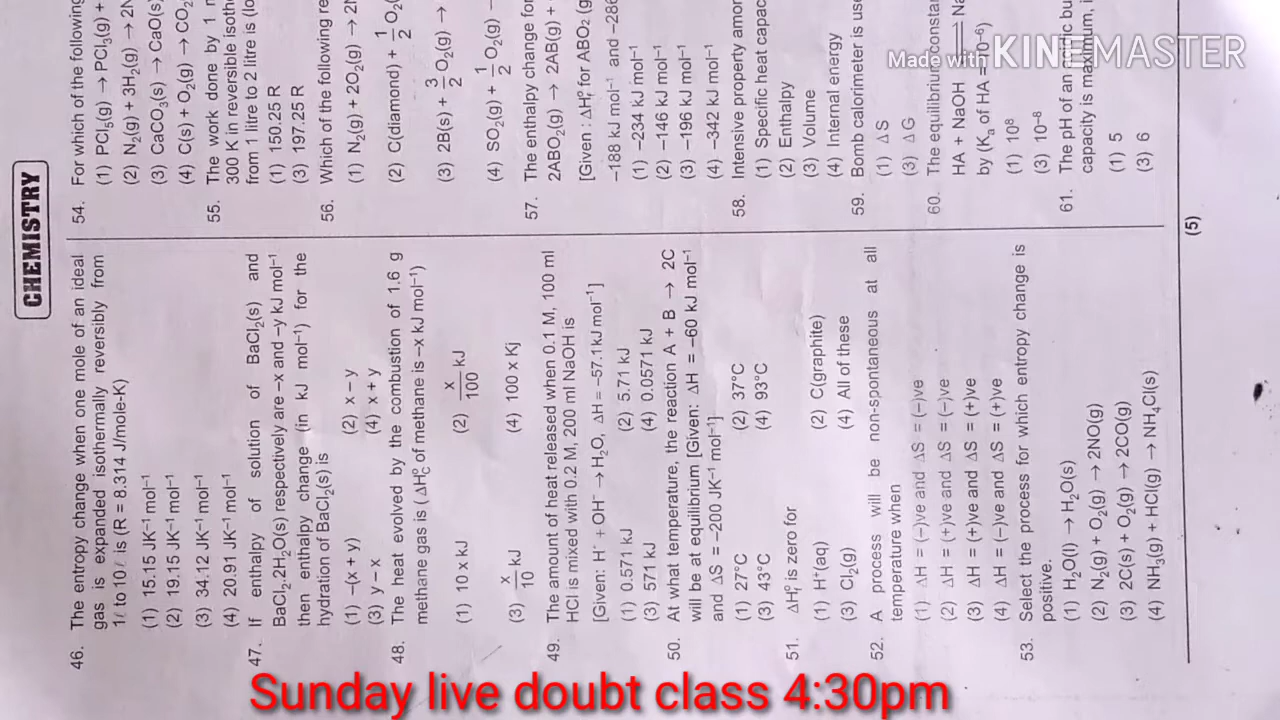 CHEMISTRY
46. The entropy change when one mole of an ideal
gas is expanded isothermally reversibly from
1ℓ to 10ℓ is (R = 8.314 J/mole-K)
(1) 15.15 JK⁻¹ mol⁻¹
(2) 19.15 JK⁻¹ mol⁻¹
(3) 34.12 JK⁻¹ mol⁻¹
(4) 20.91 JK⁻¹ mol⁻¹
47. If enthalpy of solution of BaCl₂(s) and
BaCl₂.2H₂O(s) respectively are -x and -y kJ mol⁻¹
then enthalpy change (in kJ mol⁻¹) for the
hydration of BaCl₂(s) is
(1) -(x + y) (2) x - y
(3) y - x (4) x + y
48. The heat evolved by the combustion of 1.6 g
methane gas is (ΔH°C of methane is -x kJ mol⁻¹)
(1) 10 x kJ (2) x/100 kJ
(3) x/10 kJ (4) 100 x Kj
49. The amount of heat released when 0.1 M, 100 ml
HCl is mixed with 0.2 M, 200 ml NaOH is
[Given: H⁺ + OH⁻ → H₂O, ΔH = -57.1 kJ mol⁻¹]
(1) 0.571 kJ (2) 5.71 kJ
(3) 571 kJ (4) 0.0571 kJ
50. At what temperature, the reaction A + B → 2C
will be at equilibrium [Given: ΔH = -60 kJ mol⁻¹
and ΔS = -200 JK⁻¹ mol⁻¹]
(1) 27°C (2) 37°C
(3) 43°C (4) 93°C
51. ΔH°f is zero for
(1) H⁺(aq) (2) C(graphite)
(3) Cl₂(g) (4) All of these
52. A process will be non-spontaneous at all
temperature when
(1) ΔH = (-)ve and ΔS = (-)ve
(2) ΔH = (+)ve and ΔS = (-)ve
(3) ΔH = (+)ve and ΔS = (+)ve
(4) ΔH = (-)ve and ΔS = (+)ve
53. Select the process for which entropy change is
positive.
(1) H₂O(l) → H₂O(s)
(2) N₂(g) + O₂(g) → 2NO(g)
(3) 2C(s) + O₂(g) → 2CO(g)
(4) NH₃(g) + HCl(g) → NH₄Cl(s)
54. For which of the following
(1) PCl₅(g) → PCl₃(g) +
(2) N₂(g) + 3H₂(g) → 2N
(3) CaCO₃(s) → CaO(s)
(4) C(s) + O₂(g) → CO₂
55. The work done by 1 m
300 K in reversible isoth
from 1 litre to 2 litre is (lo
(1) 150.25 R
(3) 197.25 R
56. Which of the following re
(1) N₂(g) + 2O₂(g) → 2N
(2) C(diamond) + 1/2 O₂(
(3) 2B(s) + 3/2 O₂(g) →
(4) SO₂(g) + 1/2 O₂(g) –
57. The enthalpy change for
2ABO₂(g) → 2AB(g) +
[Given : ΔH°f for ABO₂ (g
-188 kJ mol⁻¹ and -286
(1) -234 kJ mol⁻¹
(2) -146 kJ mol⁻¹
(3) -196 kJ mol⁻¹
(4) -342 kJ mol⁻¹
58. Intensive property amon
(1) Specific heat capac
(2) Enthalpy
(3) Volume
(4) Internal energy
59. Bomb calorimeter is use
(1) ΔS
(3) ΔG
60. The equilibrium constan
HA + NaOH ⇌ Na
by (Ka of HA = 10⁻⁶)
(1) 10⁸
(3) 10⁻⁸
61. The pH of an
capacity is maximum, i
(1) 5
(3) 6
(5)
Made with KINEMASTER
Sunday live doubt class 4:30pm